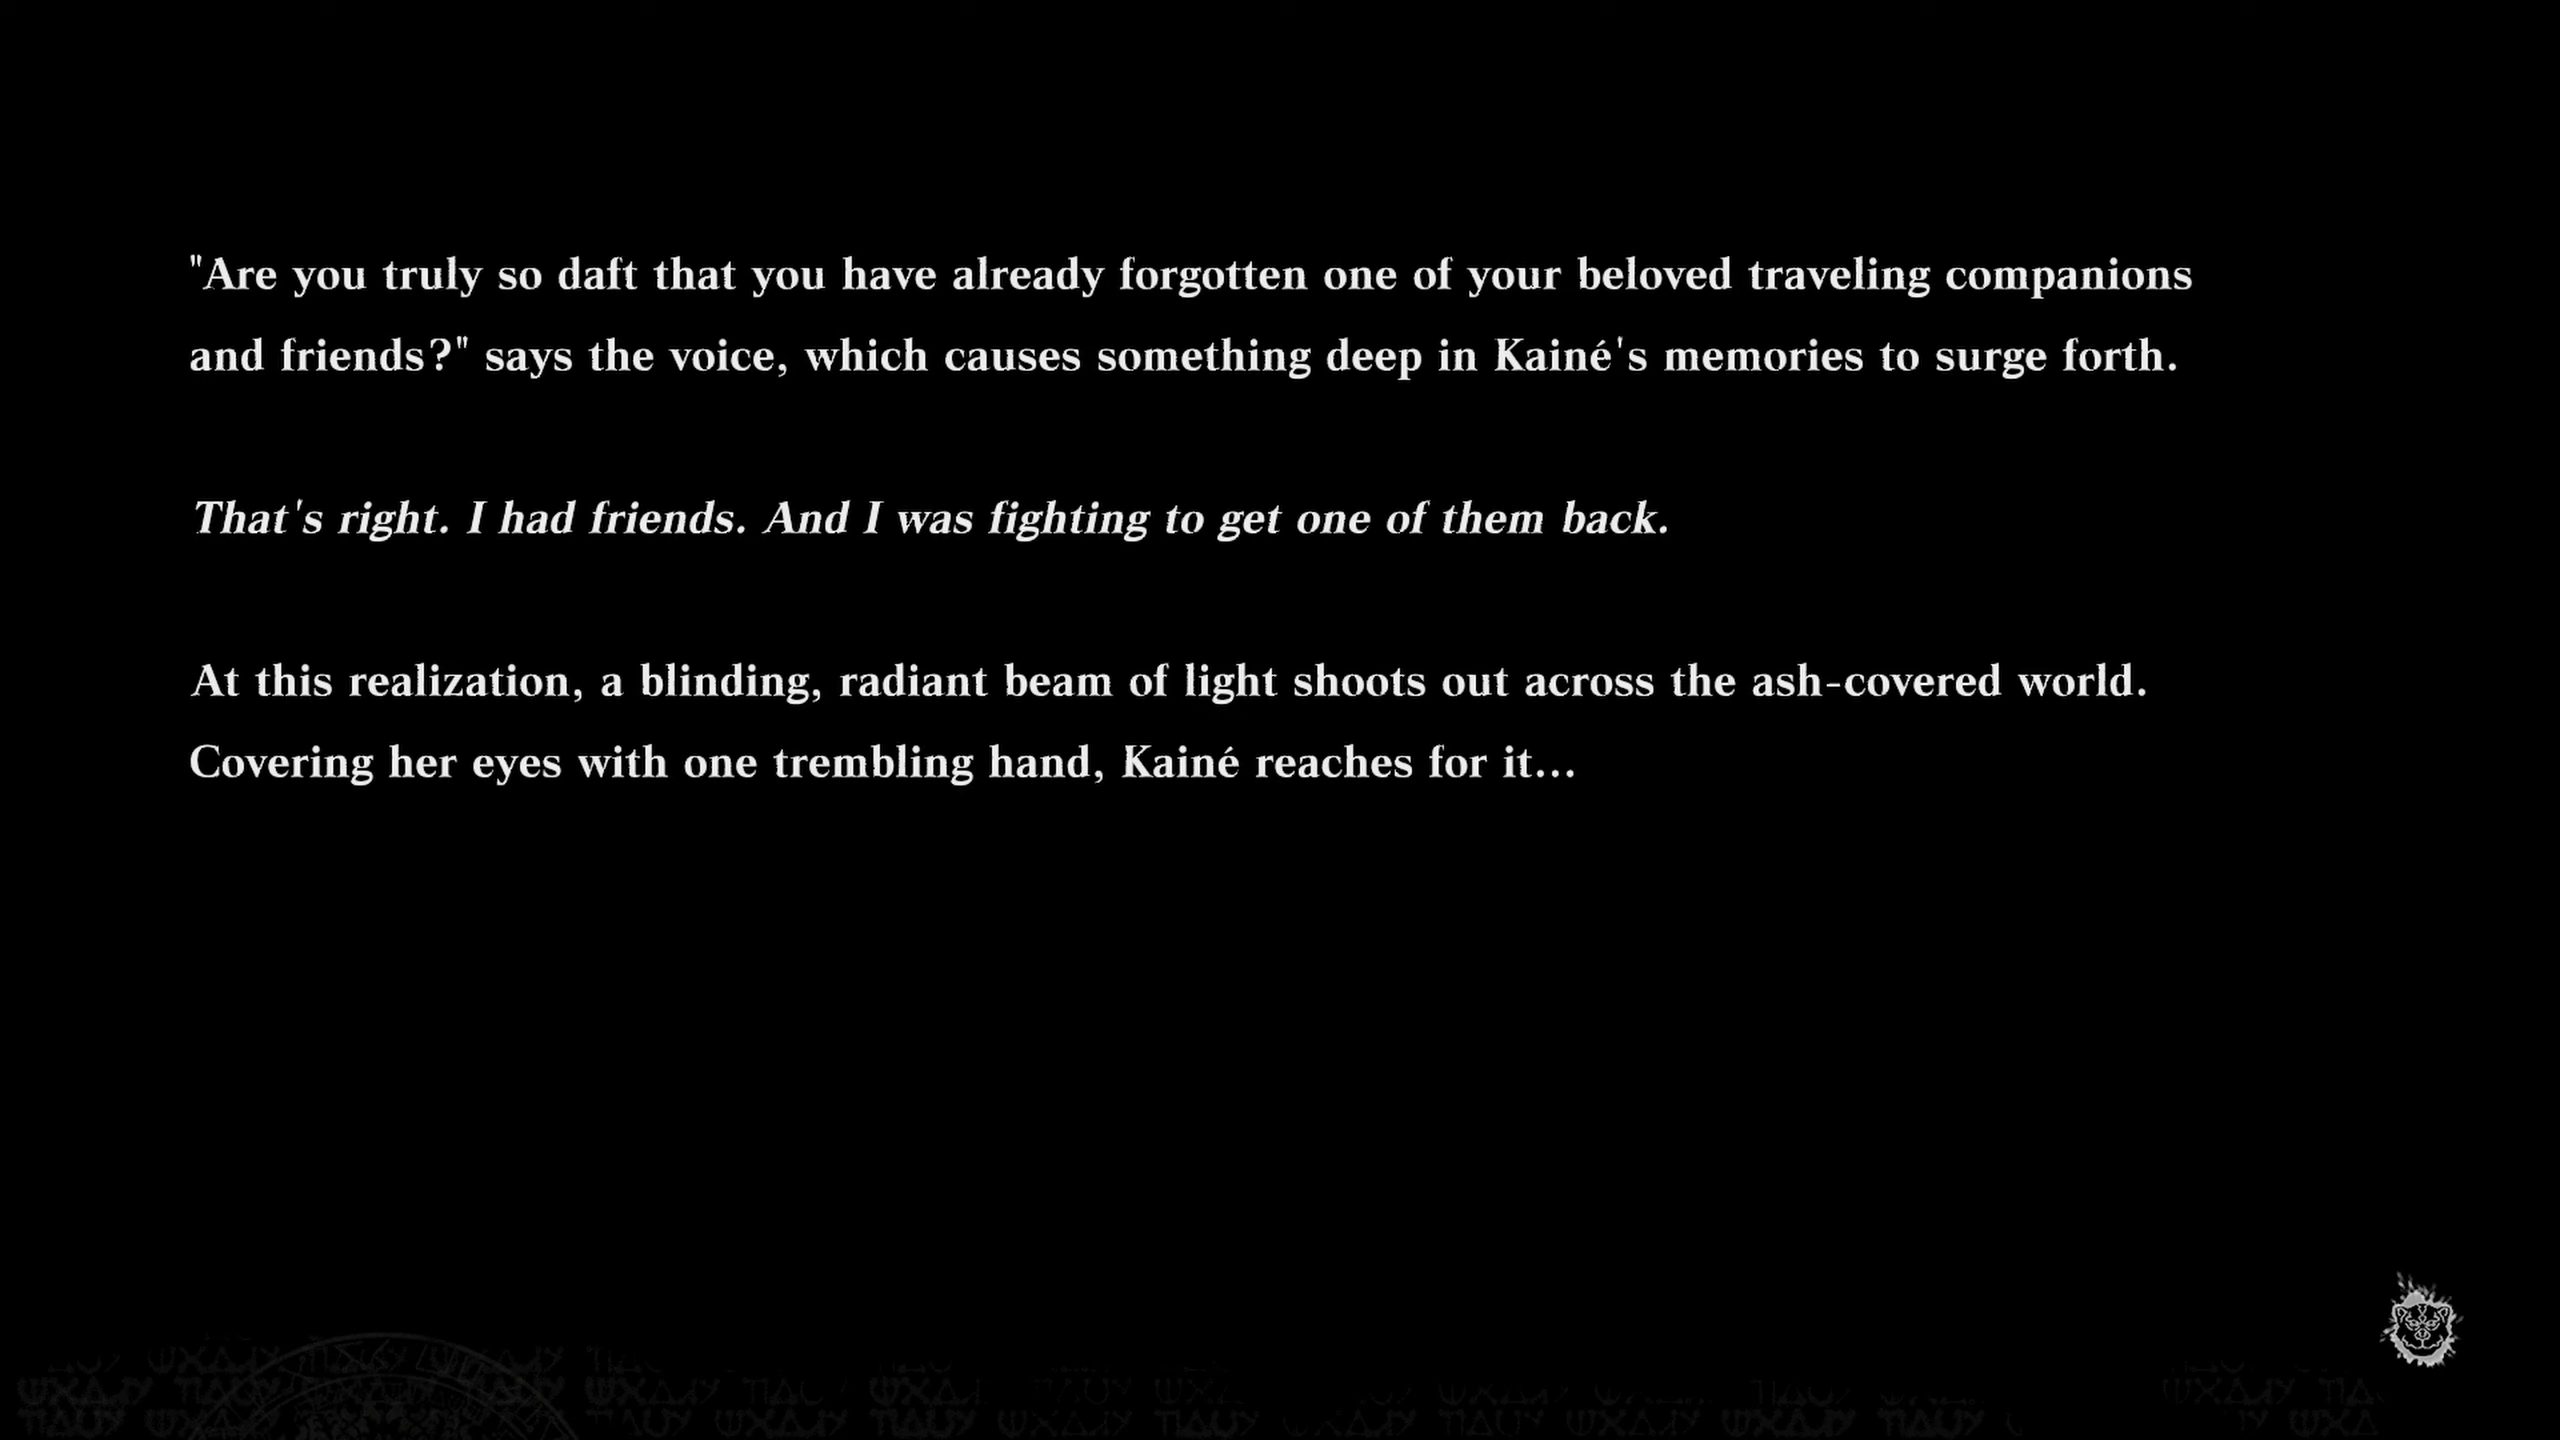 "Are you truly so daft that you have already forgotten one of your beloved traveling companions
and friends?" says the voice, which causes something deep in Kainé's memories to surge forth.
That's right. I had friends. And I was fighting to get one of them back.
At this realization, a blinding, radiant beam of light shoots out across the ash-covered world.
Covering her eyes with one trembling hand, Kainé reaches for it...